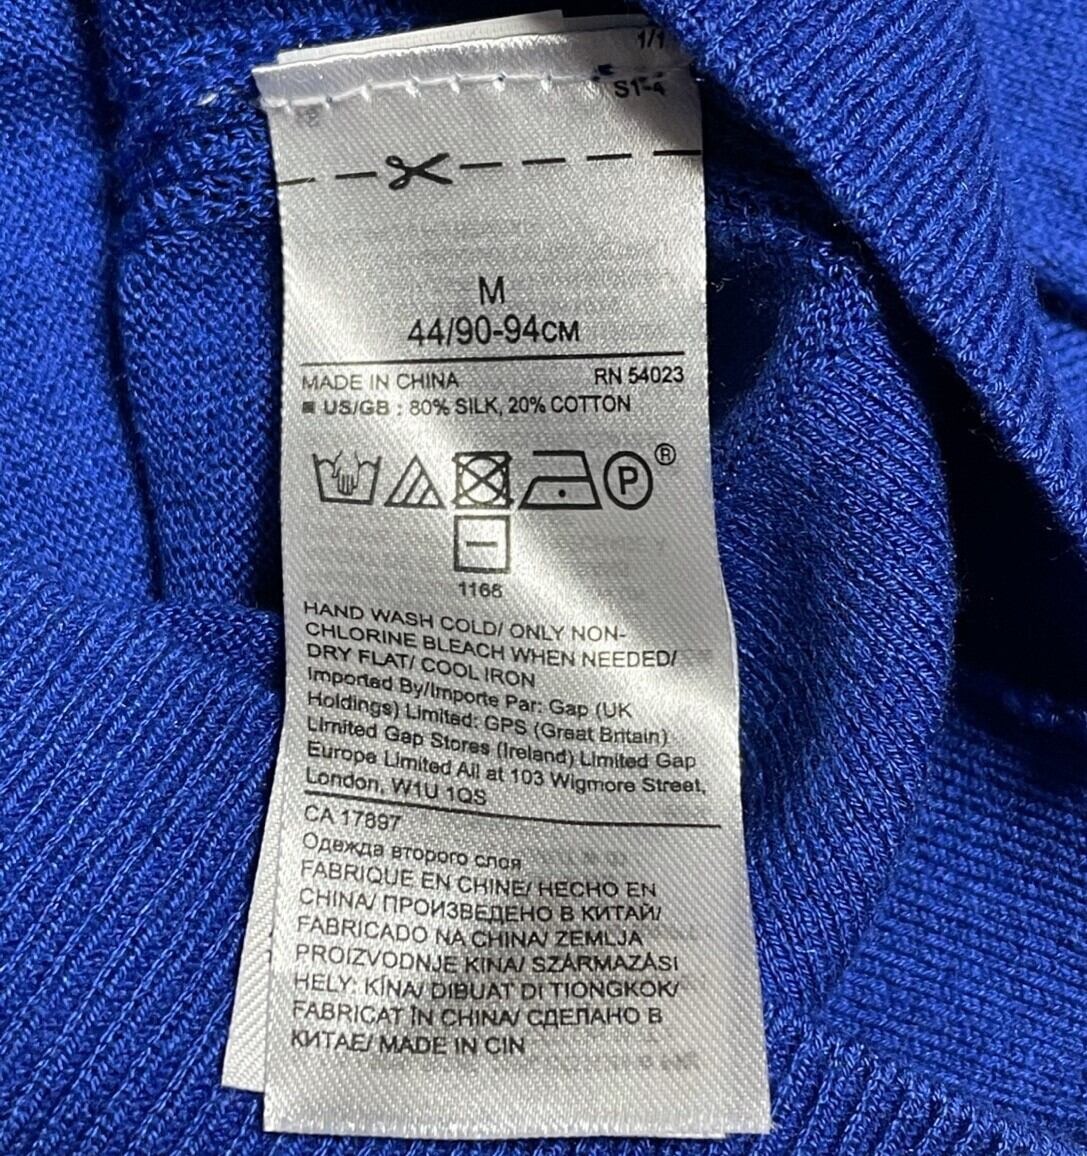 1/1
S1-4
M
44/90-94CM
MADE IN CHINA RN 54023
US/GB : 80% SILK, 20% COTTON
P ®
1166
HAND WASH COLD/ ONLY NON-
CHLORINE BLEACH WHEN NEEDED/
DRY FLAT/ COOL IRON
Imported By/Importe Par: Gap (UK
Holdings) Limited: GPS (Great Britain)
Limited Gap Stores (Ireland) Limited Gap
Europe Limited All at 103 Wigmore Street,
London, W1U 1QS
CA 17897
Одежда второго слоя
FABRIQUE EN CHINE/ HECHO EN
CHINA/ ПРОИЗВЕДЕНО В КИТАЙ/
FABRICADO NA CHINA/ ZEMLJA
PROIZVODNJE KINA/ SZÁRMAZÁSI
HELY: KÍNA/ DIBUAT DI TIONGKOK/
FABRICAT ÎN CHINA/ СДЕЛАНО В
КИТАЕ/ MADE IN CIN